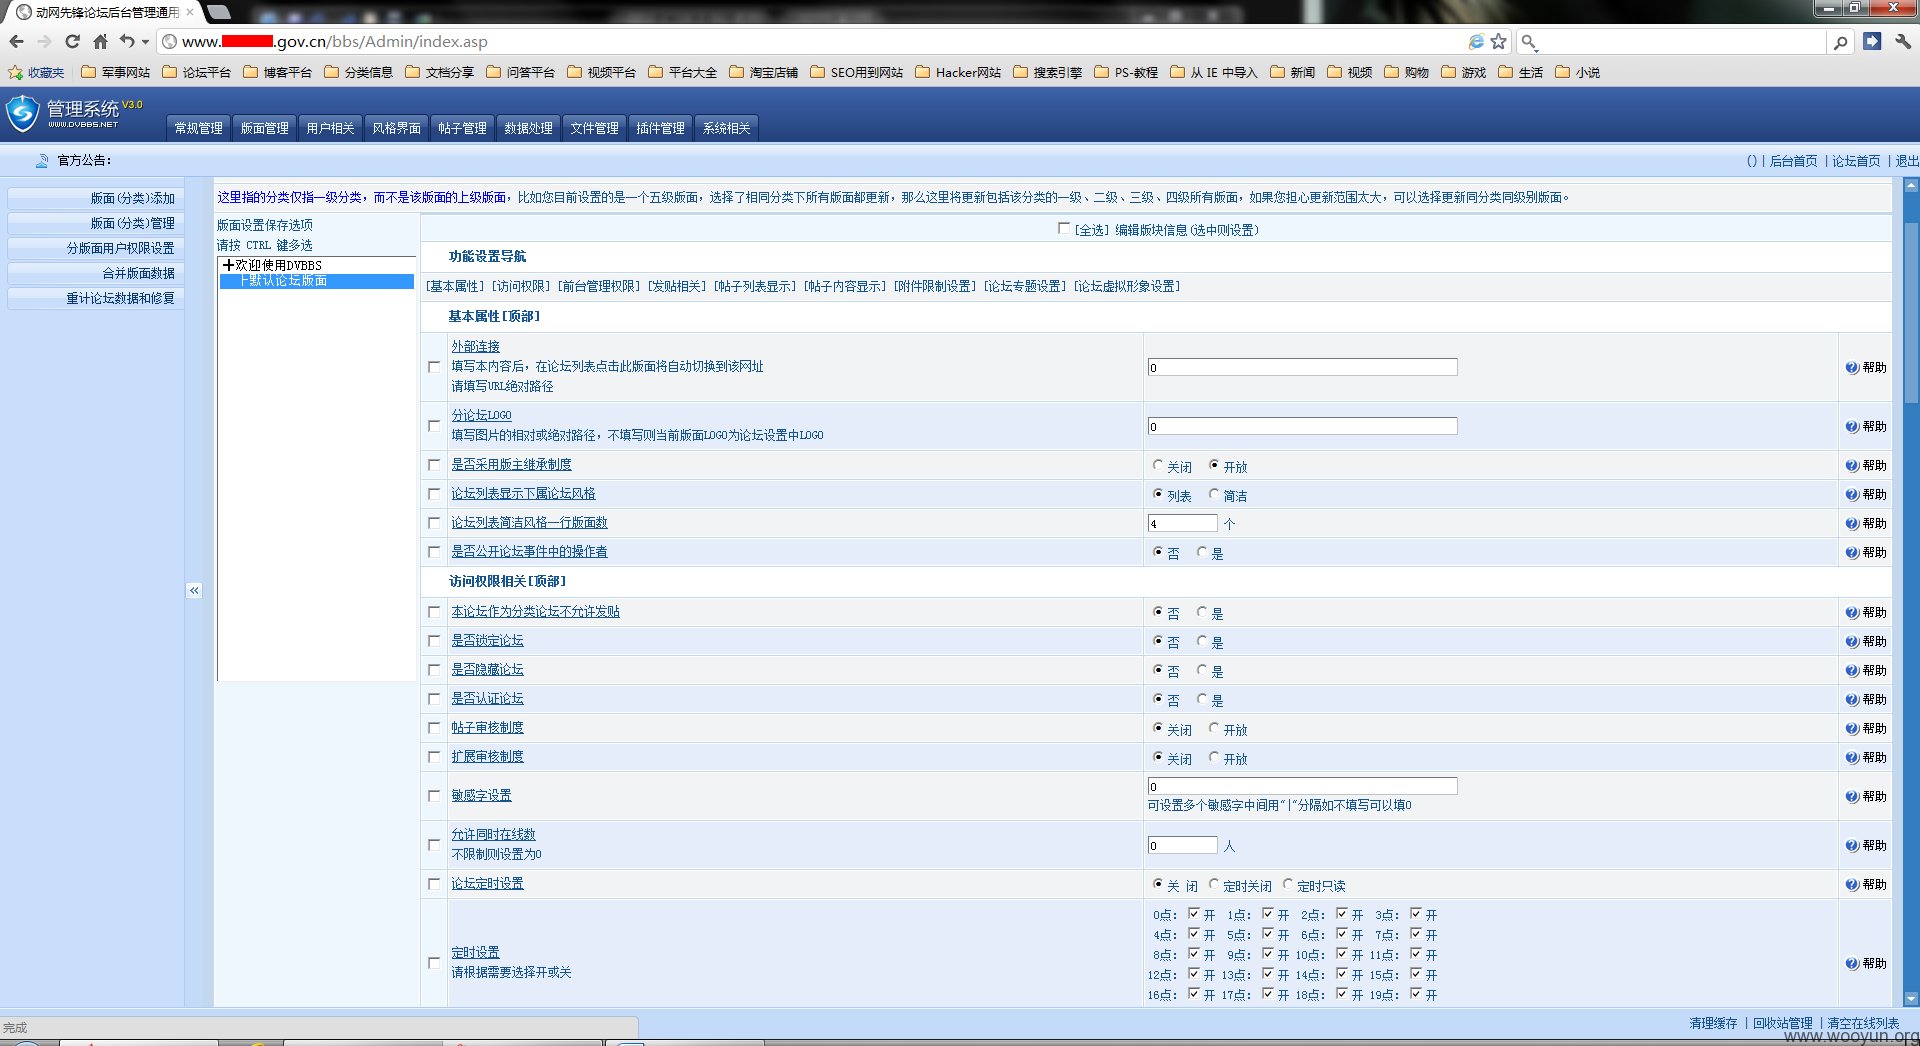 动网先锋论坛后台管理通用
www. .gov.cn/bbs/Admin/index.asp
收藏夹 军事网站 论坛平台 博客平台 分类信息 文档分享 问答平台 视频平台 平台大全 淘宝店铺 SEO用到网站 Hacker网站 搜索引擎 PS-教程 从 IE 中导入 新闻 视频 购物 游戏 生活 小说
管理系统 V3.0
WWW.DVBBS.NET
常规管理 版面管理 用户相关 风格界面 帖子管理 数据处理 文件管理 插件管理 系统相关
官方公告:
() | 后台首页 | 论坛首页 | 退出
版面(分类)添加
版面(分类)管理
分版面用户权限设置
合并版面数据
重计论坛数据和修复
这里指的分类仅指一级分类，而不是该版面的上级版面，比如您目前设置的是一个五级版面，选择了相同分类下所有版面都更新，那么这里将更新包括该分类的一级、二级、三级、四级所有版面，如果您担心更新范围太大，可以选择更新同分类同级别版面。
版面设置保存选项
请按 CTRL 键多选
╋欢迎使用DVBBS
├默认论坛版面
[全选] 编辑版块信息(选中则设置)
功能设置导航
[基本属性] [访问权限] [前台管理权限] [发贴相关] [帖子列表显示] [帖子内容显示] [附件限制设置] [论坛专题设置] [论坛虚拟形象设置]
基本属性[顶部]
外部连接
填写本内容后，在论坛列表点击此版面将自动切换到该网址
请填写URL绝对路径
0
帮助
分论坛LOGO
填写图片的相对或绝对路径，不填写则当前版面LOGO为论坛设置中LOGO
0
帮助
是否采用版主继承制度 关闭 开放 帮助
论坛列表显示下属论坛风格 列表 简洁 帮助
论坛列表简洁风格一行版面数 4 个 帮助
是否公开论坛事件中的操作者 否 是 帮助
访问权限相关[顶部]
本论坛作为分类论坛不允许发贴 否 是 帮助
是否锁定论坛 否 是 帮助
是否隐藏论坛 否 是 帮助
是否认证论坛 否 是 帮助
帖子审核制度 关闭 开放 帮助
扩展审核制度 关闭 开放 帮助
敏感字设置 0 帮助
可设置多个敏感字中间用"|"分隔如不填写可以填0
允许同时在线数
不限制则设置为0
0 人 帮助
论坛定时设置 关 闭 定时关闭 定时只读 帮助
定时设置
请根据需要选择开或关
0点: 开 1点: 开 2点: 开 3点: 开
4点: 开 5点: 开 6点: 开 7点: 开
8点: 开 9点: 开 10点: 开 11点: 开
12点: 开 13点: 开 14点: 开 15点: 开
16点: 开 17点: 开 18点: 开 19点: 开
帮助
完成
清理缓存 | 回收站管理 | 清空在线列表
www.wooyun.org